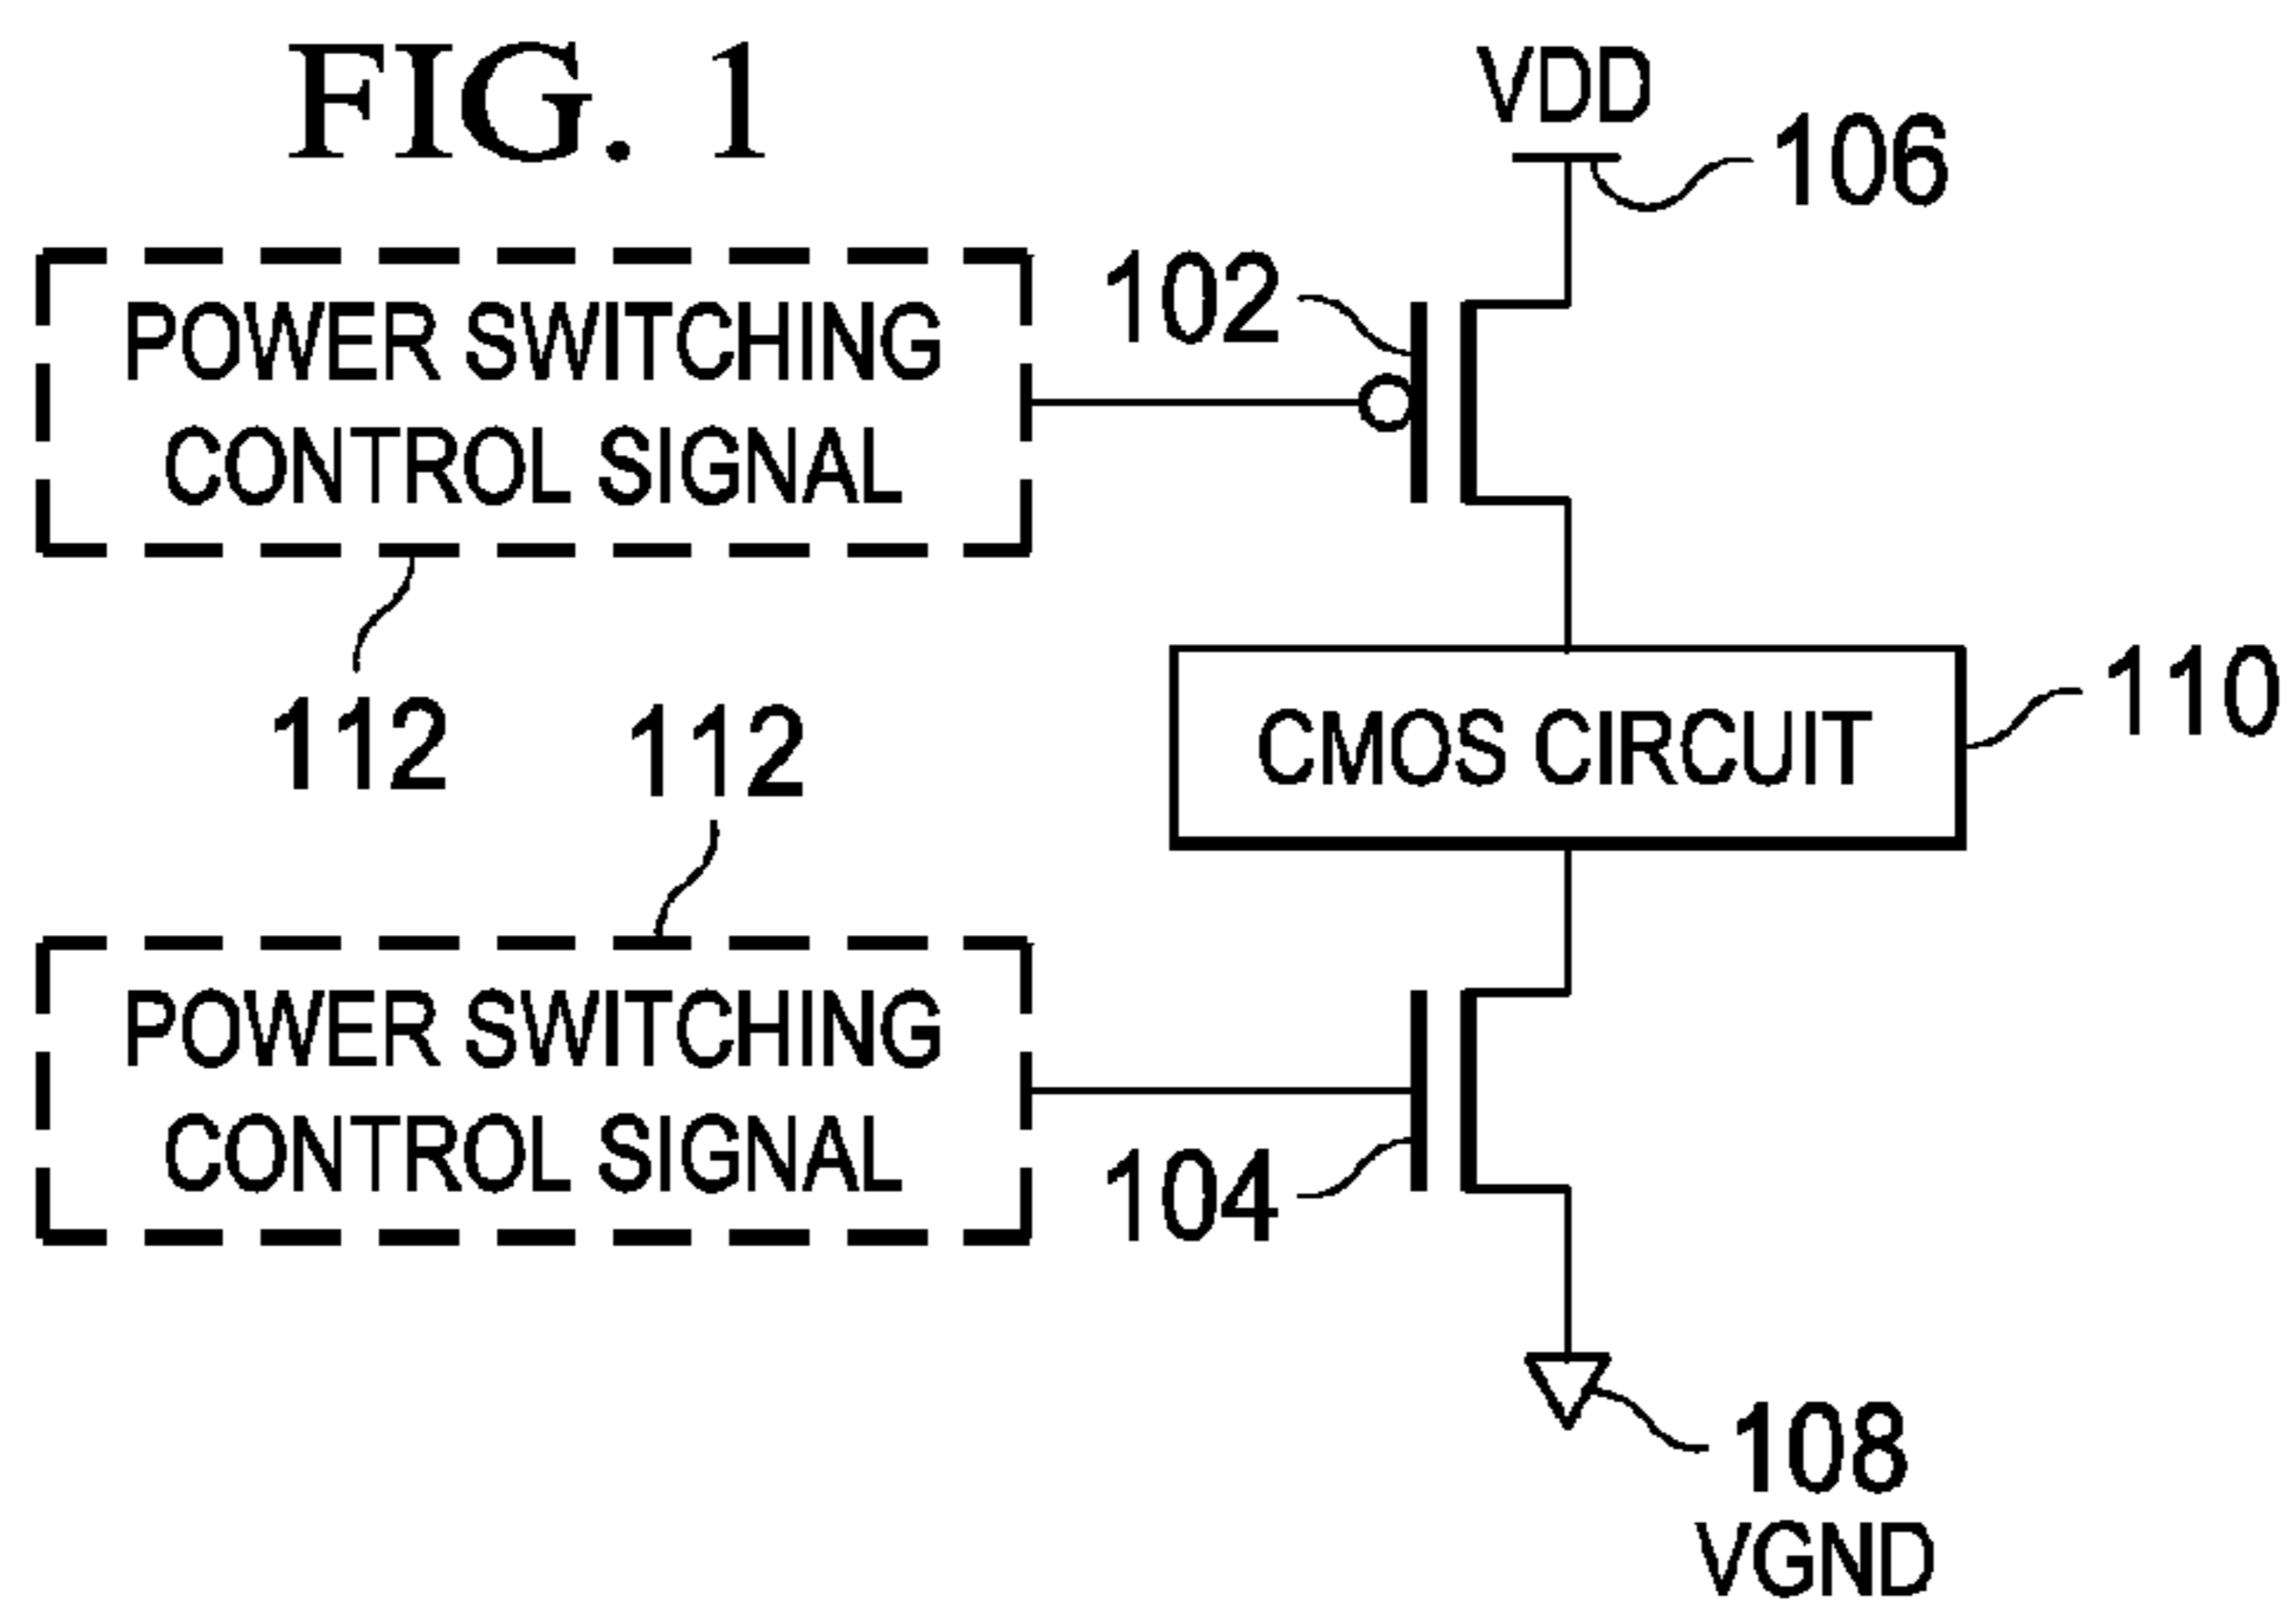 FIG. 1
VDD
106
102
POWER SWITCHING
CONTROL SIGNAL
112
112
CMOS CIRCUIT
110
POWER SWITCHING
CONTROL SIGNAL
104
108
VGND